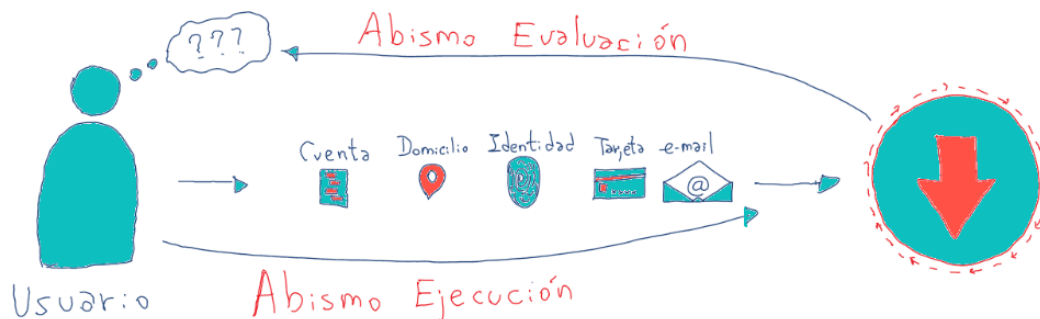 ???
Abismo Evaluación
Cuenta Domicilio Identidad Tarjeta e-mail
@
Usuario
Abismo Ejecución